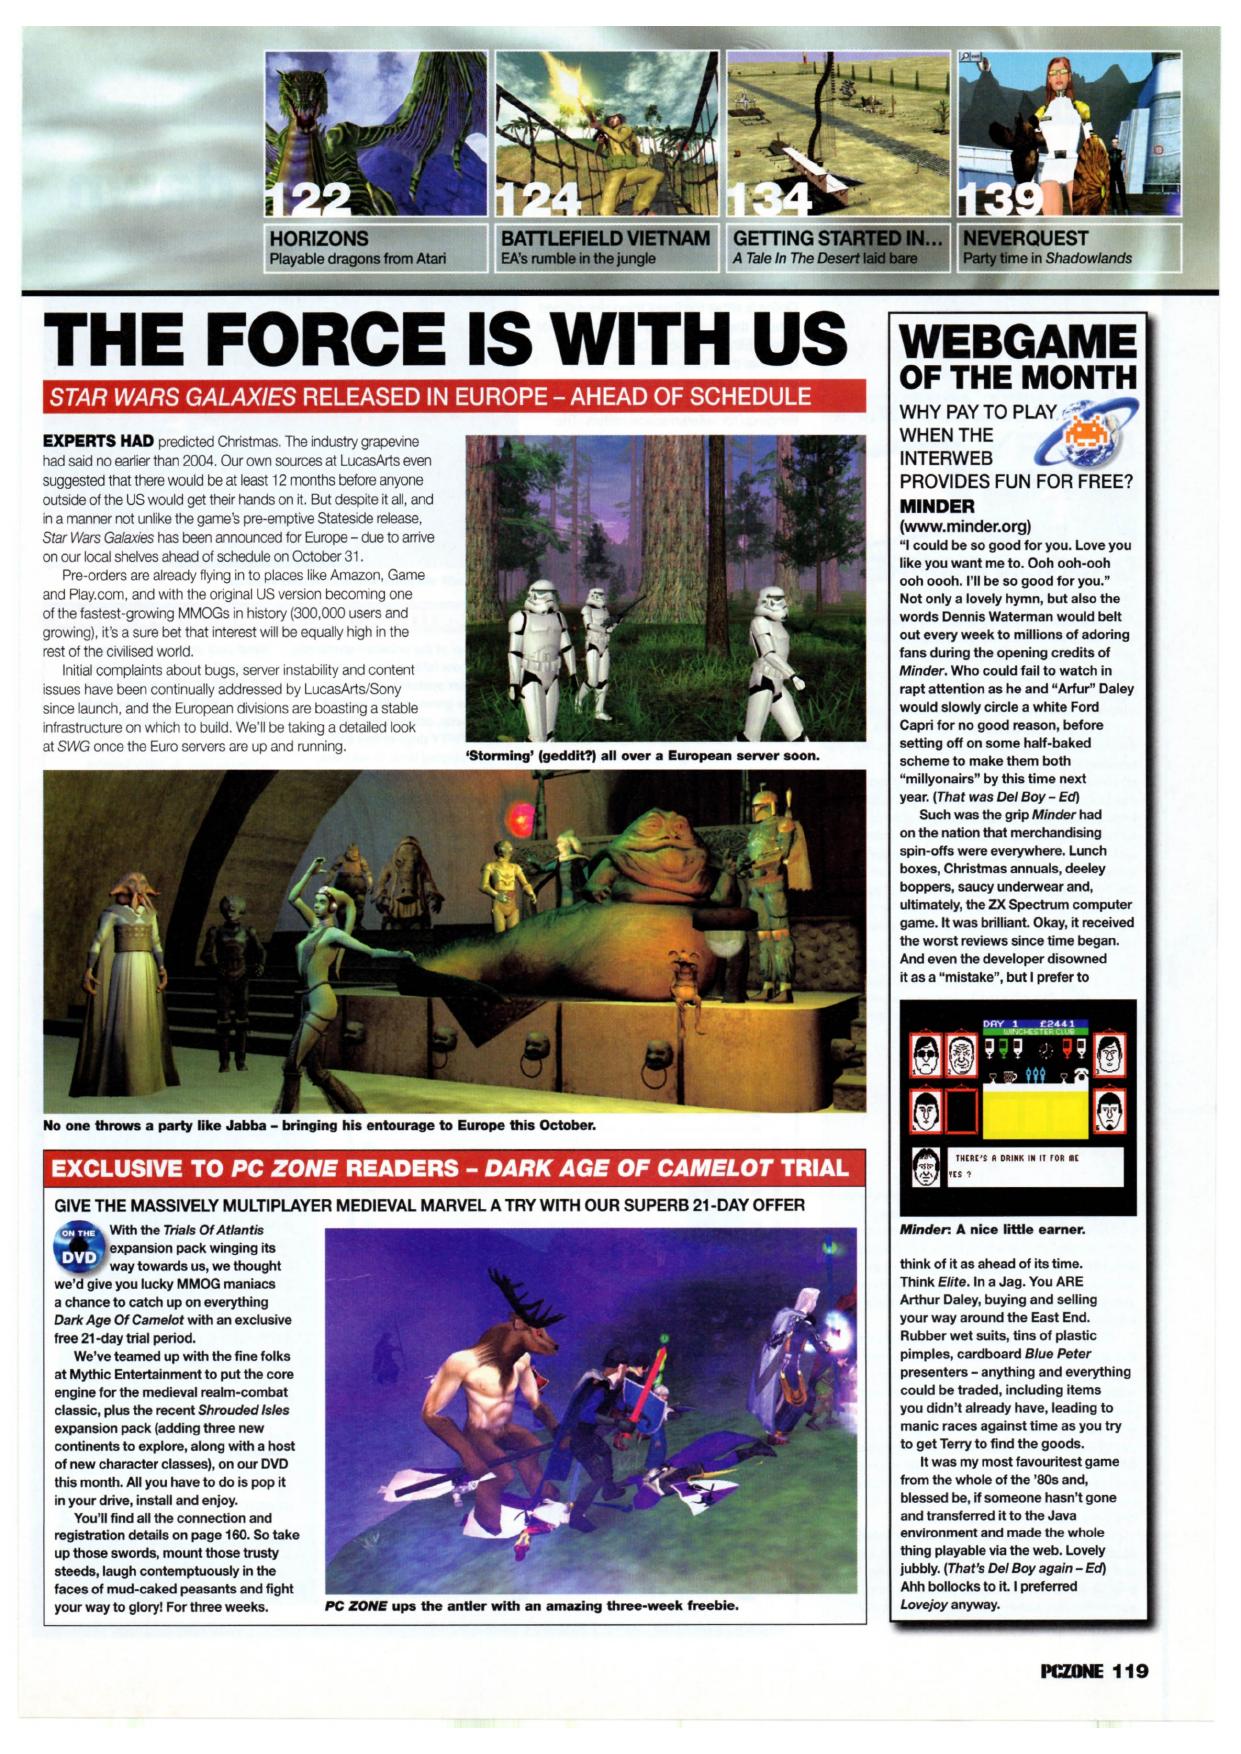 122
HORIZONS
Playable dragons from Atari
124
BATTLEFIELD VIETNAM
EA's rumble in the jungle
134
GETTING STARTED IN...
A Tale In The Desert laid bare
139
NEVERQUEST
Party time in Shadowlands
THE FORCE IS WITH US
STAR WARS GALAXIES RELEASED IN EUROPE – AHEAD OF SCHEDULE
EXPERTS HAD predicted Christmas. The industry grapevine
had said no earlier than 2004. Our own sources at LucasArts even
suggested that there would be at least 12 months before anyone
outside of the US would get their hands on it. But despite it all, and
in a manner not unlike the game's pre-emptive Stateside release,
Star Wars Galaxies has been announced for Europe – due to arrive
on our local shelves ahead of schedule on October 31.
Pre-orders are already flying in to places like Amazon, Game
and Play.com, and with the original US version becoming one
of the fastest-growing MMOGs in history (300,000 users and
growing), it's a sure bet that interest will be equally high in the
rest of the civilised world.
Initial complaints about bugs, server instability and content
issues have been continually addressed by LucasArts/Sony
since launch, and the European divisions are boasting a stable
infrastructure on which to build. We'll be taking a detailed look
at SWG once the Euro servers are up and running.
'Storming' (geddit?) all over a European server soon.
No one throws a party like Jabba – bringing his entourage to Europe this October.
EXCLUSIVE TO PC ZONE READERS – DARK AGE OF CAMELOT TRIAL
GIVE THE MASSIVELY MULTIPLAYER MEDIEVAL MARVEL A TRY WITH OUR SUPERB 21-DAY OFFER
ON THE
DVD
With the Trials Of Atlantis
expansion pack winging its
way towards us, we thought
we'd give you lucky MMOG maniacs
a chance to catch up on everything
Dark Age Of Camelot with an exclusive
free 21-day trial period.
We've teamed up with the fine folks
at Mythic Entertainment to put the core
engine for the medieval realm-combat
classic, plus the recent Shrouded Isles
expansion pack (adding three new
continents to explore, along with a host
of new character classes), on our DVD
this month. All you have to do is pop it
in your drive, install and enjoy.
You'll find all the connection and
registration details on page 160. So take
up those swords, mount those trusty
steeds, laugh contemptuously in the
faces of mud-caked peasants and fight
your way to glory! For three weeks.
PC ZONE ups the antler with an amazing three-week freebie.
WEBGAME
OF THE MONTH
WHY PAY TO PLAY
WHEN THE
INTERWEB
PROVIDES FUN FOR FREE?
MINDER
(www.minder.org)
"I could be so good for you. Love you
like you want me to. Ooh ooh-ooh
ooh oooh. I'll be so good for you."
Not only a lovely hymn, but also the
words Dennis Waterman would belt
out every week to millions of adoring
fans during the opening credits of
Minder. Who could fail to watch in
rapt attention as he and "Arfur" Daley
would slowly circle a white Ford
Capri for no good reason, before
setting off on some half-baked
scheme to make them both
"millyonairs" by this time next
year. (That was Del Boy – Ed)
Such was the grip Minder had
on the nation that merchandising
spin-offs were everywhere. Lunch
boxes, Christmas annuals, deeley
boppers, saucy underwear and,
ultimately, the ZX Spectrum computer
game. It was brilliant. Okay, it received
the worst reviews since time began.
And even the developer disowned
it as a "mistake", but I prefer to
DAY 1 £2441
WINCHESTER CLUB
THERE'S A DRINK IN IT FOR ME
YES ?
Minder: A nice little earner.
think of it as ahead of its time.
Think Elite. In a Jag. You ARE
Arthur Daley, buying and selling
your way around the East End.
Rubber wet suits, tins of plastic
pimples, cardboard Blue Peter
presenters – anything and everything
could be traded, including items
you didn't already have, leading to
manic races against time as you try
to get Terry to find the goods.
It was my most favouritest game
from the whole of the '80s and,
blessed be, if someone hasn't gone
and transferred it to the Java
environment and made the whole
thing playable via the web. Lovely
jubbly. (That's Del Boy again – Ed)
Ahh bollocks to it. I preferred
Lovejoy anyway.
PCZONE 119